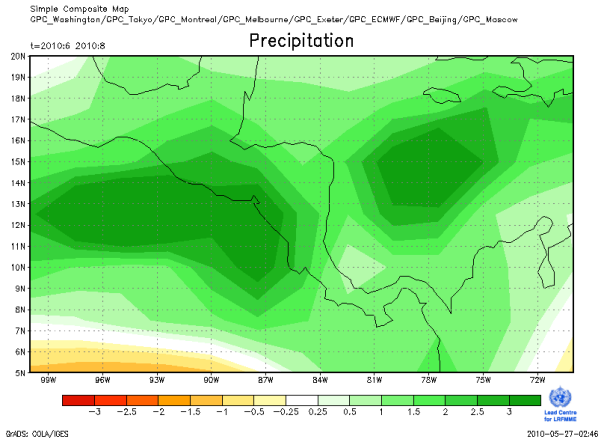 Simple Composite Map
GPC_Washington/GPC_Tokyo/GPC_Montreal/GPC_Melbourne/GPC_Exeter/GPC_ECMWF/GPC_Beijing/GPC_Moscow
Precipitation
t=2010:6 2010:8
20N
19N
18N
17N
16N
15N
14N
13N
12N
11N
10N
9N
8N
7N
6N
5N
99W 96W 93W 90W 87W 84W 81W 78W 75W 72W
−3 −2.5 −2 −1.5 −1 −0.5 −0.25 0.25 0.5 1 1.5 2 2.5 3
Lead Centre
for LRFMME
GrADS: COLA/IGES
2010-05-27-02:46